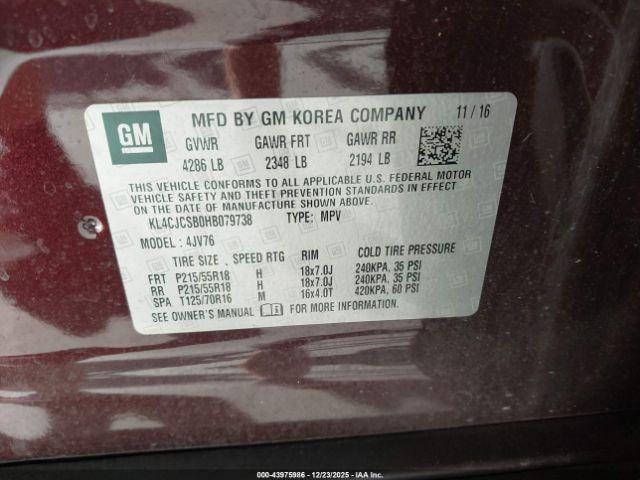 GM
MFD BY GM KOREA COMPANY 11 / 16
GVWR GAWR FRT GAWR RR
4286 LB 2348 LB 2194 LB
THIS VEHICLE CONFORMS TO ALL APPLICABLE U.S. FEDERAL MOTOR
VEHICLE SAFETY AND THEFT PREVENTION STANDARDS IN EFFECT
ON THE DATE OF MANUFACTURE SHOWN ABOVE.
KL4CJCSB0HB079738 TYPE: MPV
MODEL : 4JV76
TIRE SIZE . SPEED RTG RIM COLD TIRE PRESSURE
FRT P215/55R18 H 18x7.0J 240KPA, 35 PSI
RR P215/55R18 H 18x7.0J 240KPA, 35 PSI
SPA T125/70R16 M 16x4.0T 420KPA, 60 PSI
SEE OWNER'S MANUAL FOR MORE INFORMATION.
000-43975986 - 12/23/2025 - IAA Inc.